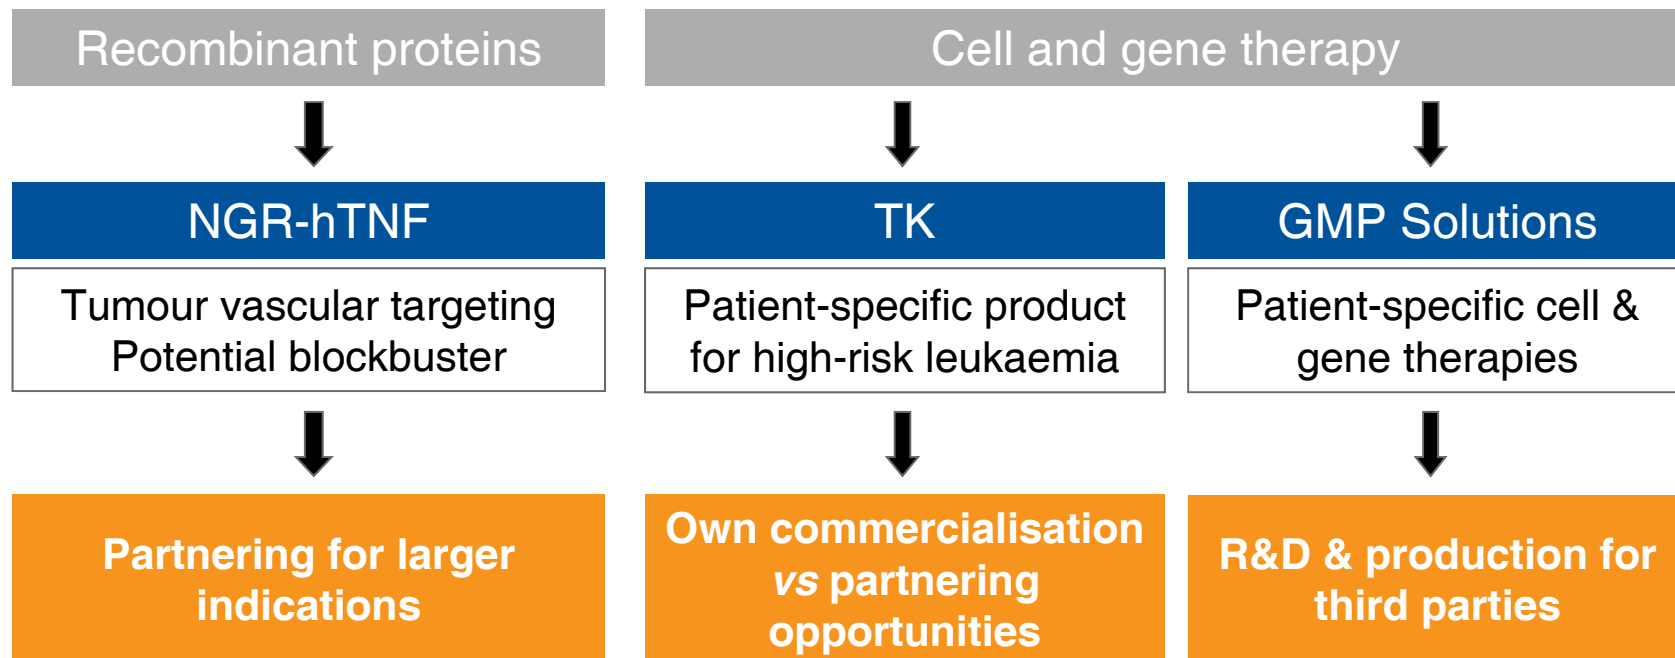 Recombinant proteins
Cell and gene therapy
NGR-hTNF
TK
GMP Solutions
Tumour vascular targeting
Potential blockbuster
Patient-specific product
for high-risk leukaemia
Patient-specific cell &
gene therapies
Partnering for larger
indications
Own commercialisation
vs partnering
opportunities
R&D & production for
third parties